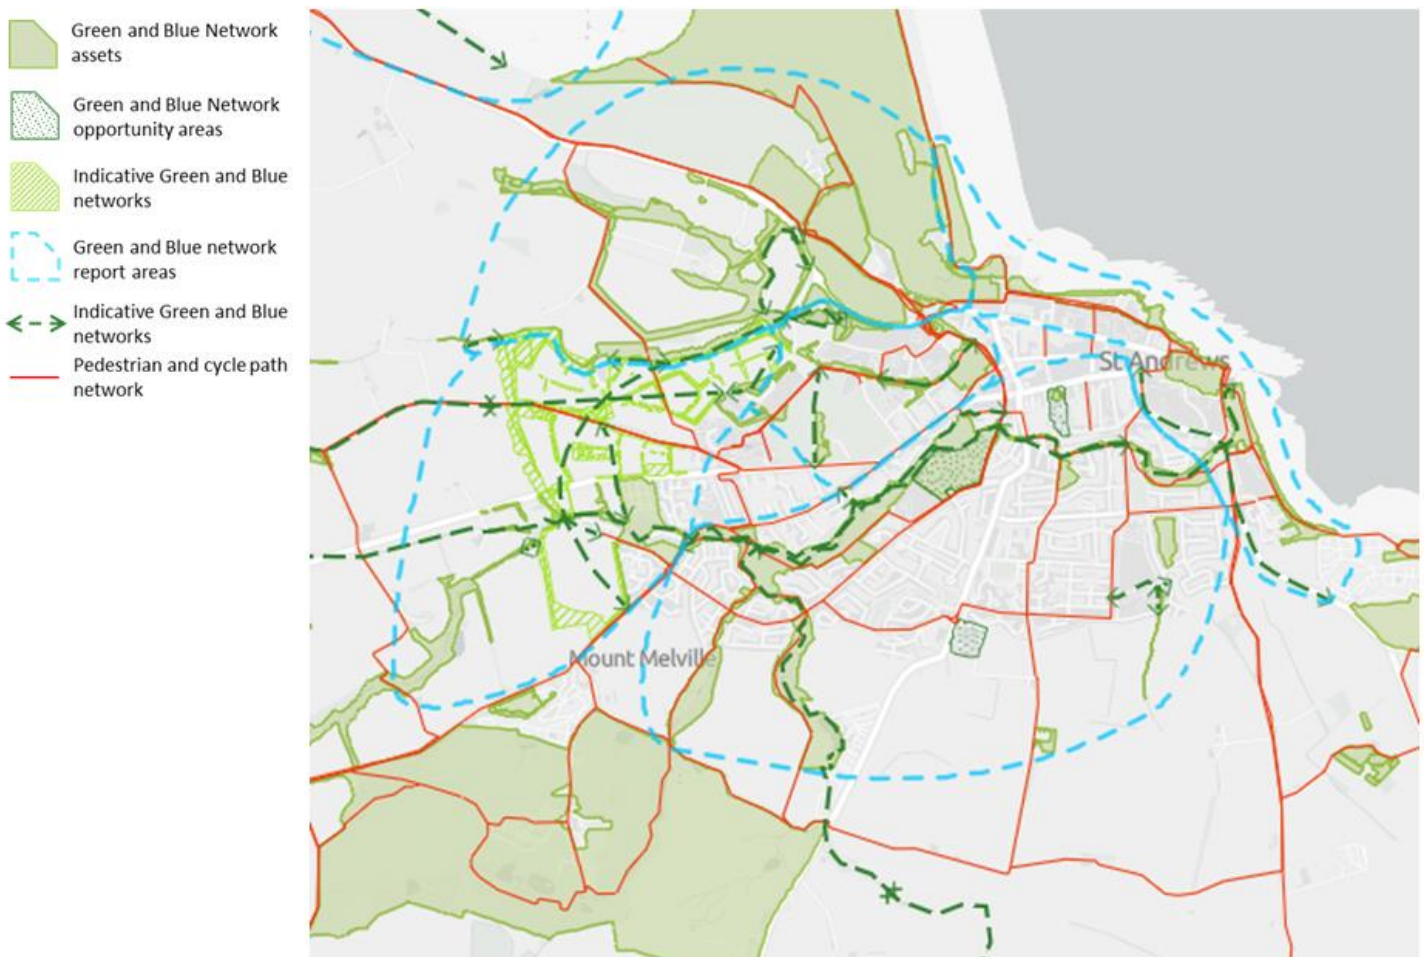 Green and Blue Network
assets
Green and Blue Network
opportunity areas
Indicative Green and Blue
networks
Green and Blue network
report areas
Indicative Green and Blue
networks
Pedestrian and cycle path
network
St Andrews
Mount Melville